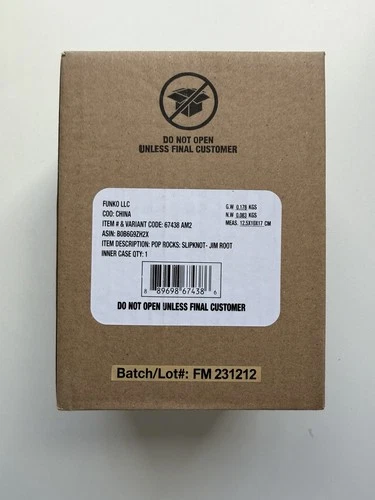 DO NOT OPEN
UNLESS FINAL CUSTOMER
FUNKO LLC
COO: CHINA
ITEM # & VARIANT CODE: 67438 AM2
ASIN: B0B6G9ZH2X
ITEM DESCRIPTION: POP ROCKS: SLIPKNOT- JIM ROOT
INNER CASE QTY: 1
G.W 0.178 KGS
N.W 0.083 KGS
MEAS. 12.5X10X17 CM
8 89698 67438 6
DO NOT OPEN UNLESS FINAL CUSTOMER
Batch/Lot#: FM 231212